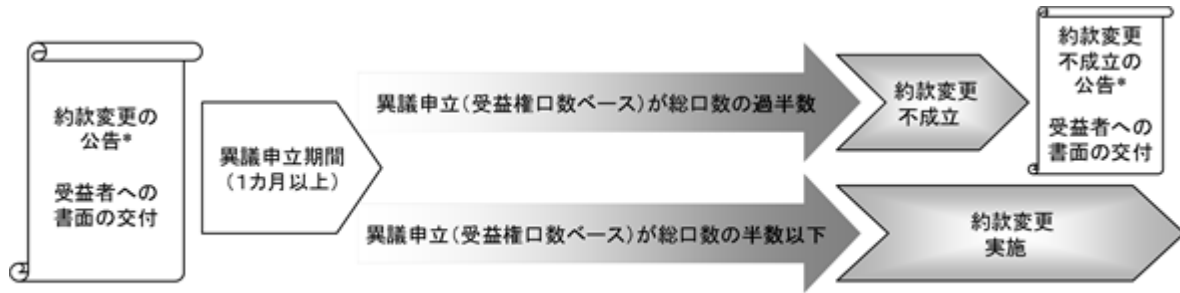 約款変更の
公告*
受益者への
書面の交付
異議申立期間
（1カ月以上）
異議申立（受益権口数ベース）が総口数の過半数
約款変更
不成立
約款変更
不成立の
公告*
受益者への
書面の交付
異議申立（受益権口数ベース）が総口数の半数以下
約款変更
実施